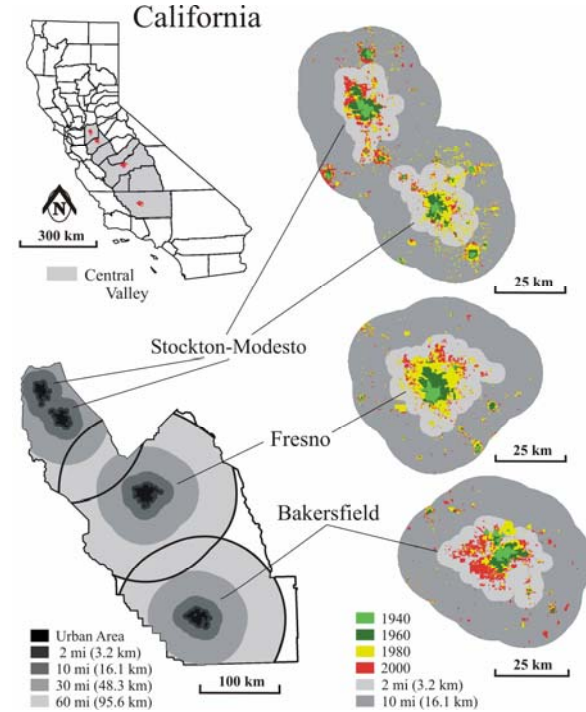 California
N
300 km
Central
Valley
25 km
Stockton-Modesto
Fresno
25 km
Bakersfield
Urban Area
2 mi (3.2 km)
10 mi (16.1 km)
30 mi (48.3 km)
60 mi (95.6 km)
100 km
1940
1960
1980
2000
2 mi (3.2 km)
10 mi (16.1 km)
25 km